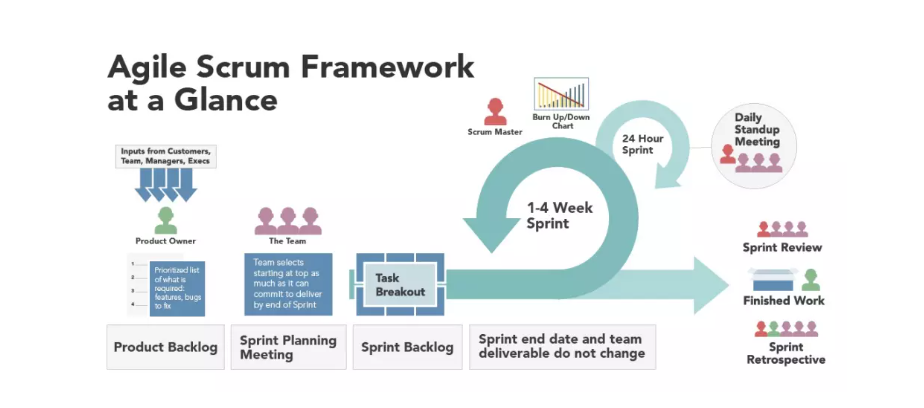 Agile Scrum Framework
at a Glance
Inputs from Customers,
Team, Managers, Execs
Product Owner
The Team
1
2
3
4
Prioritized list
of what is
required:
features, bugs
to fix
Team selects
starting at top as
much as it can
commit to deliver
by end of Sprint
Task
Breakout
Product Backlog
Sprint Planning
Meeting
Sprint Backlog
Sprint end date and team
deliverable do not change
Scrum Master
Burn Up/Down
Chart
1-4 Week
Sprint
24 Hour
Sprint
Daily
Standup
Meeting
Sprint Review
Finished Work
Sprint
Retrospective